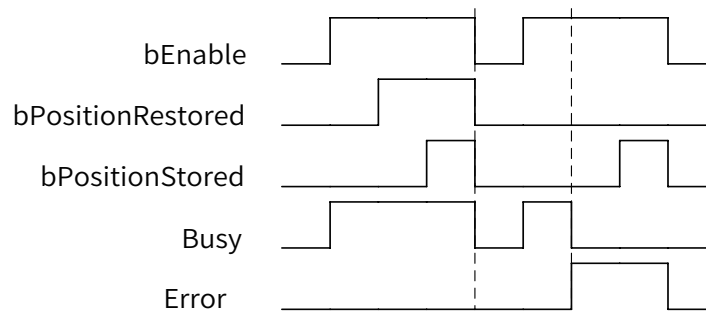 bEnable
bPositionRestored
bPositionStored
Busy
Error